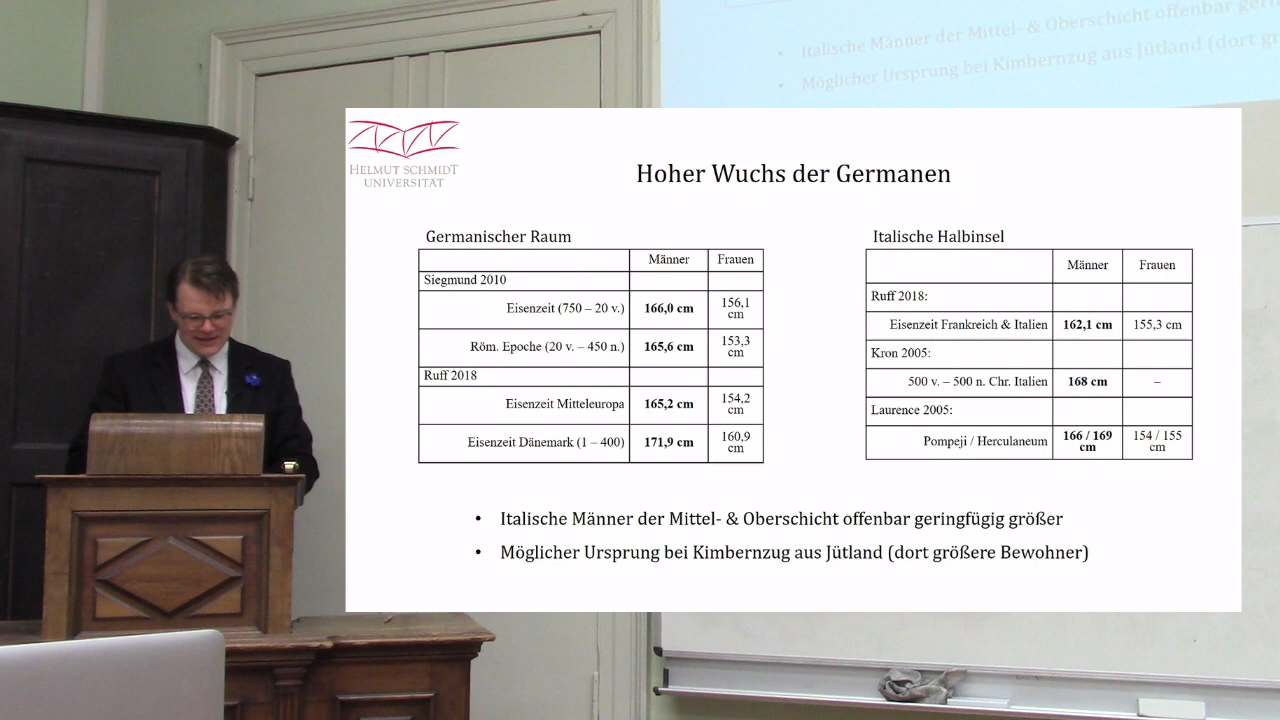 Italische Männer der Mittel- & Oberschicht offenbar
• Möglicher Ursprung bei Kimbernzug aus Jütland (dort
HELMUT SCHMIDT
UNIVERSITÄT
Hoher Wuchs der Germanen
Germanischer Raum
Männer Frauen
Siegmund 2010
Eisenzeit (750 – 20 v.) 166,0 cm 156,1 cm
Röm. Epoche (20 v. – 450 n.) 165,6 cm 153,3 cm
Ruff 2018
Eisenzeit Mitteleuropa 165,2 cm 154,2 cm
Eisenzeit Dänemark (1 – 400) 171,9 cm 160,9 cm
Italische Halbinsel
Männer Frauen
Ruff 2018:
Eisenzeit Frankreich & Italien 162,1 cm 155,3 cm
Kron 2005:
500 v. – 500 n. Chr. Italien 168 cm –
Laurence 2005:
Pompeji / Herculaneum 166 / 169 cm 154 / 155 cm
• Italische Männer der Mittel- & Oberschicht offenbar geringfügig größer
• Möglicher Ursprung bei Kimbernzug aus Jütland (dort größere Bewohner)